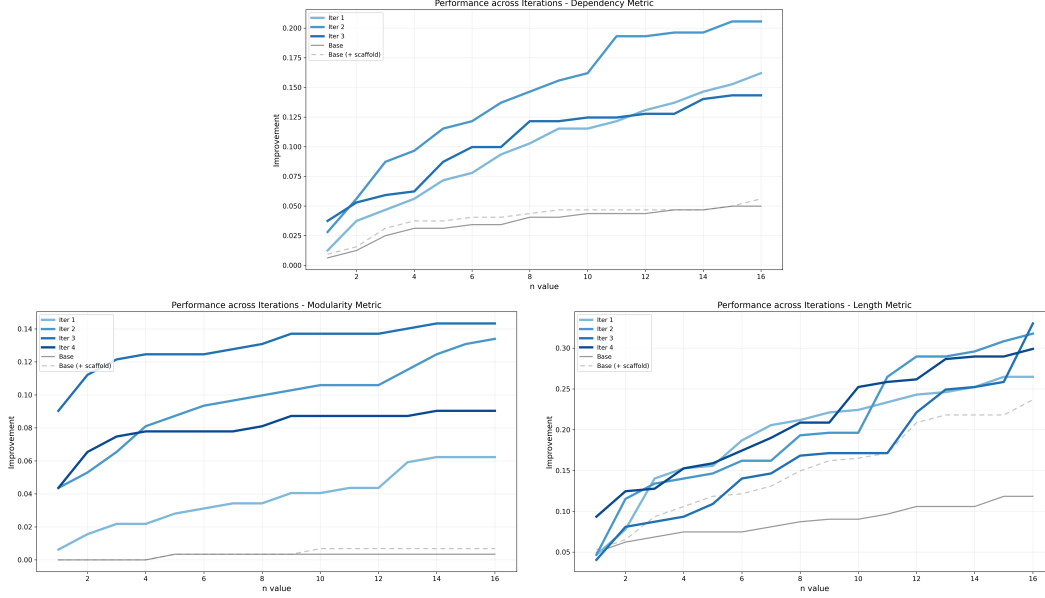 Performance across Iterations - Dependency Metric
Iter 1
Iter 2
Iter 3
Base
Base (+ scaffold)
Improvement
0.200
0.175
0.150
0.125
0.100
0.075
0.050
0.025
0.000
2 4 6 8 10 12 14 16
n value
Performance across Iterations - Modularity Metric
Iter 1
Iter 2
Iter 3
Iter 4
Base
Base (+ scaffold)
Improvement
0.14
0.12
0.10
0.08
0.06
0.04
0.02
0.00
2 4 6 8 10 12 14 16
n value
Performance across Iterations - Length Metric
Iter 1
Iter 2
Iter 3
Iter 4
Base
Base (+ scaffold)
Improvement
0.30
0.25
0.20
0.15
0.10
0.05
2 4 6 8 10 12 14 16
n value